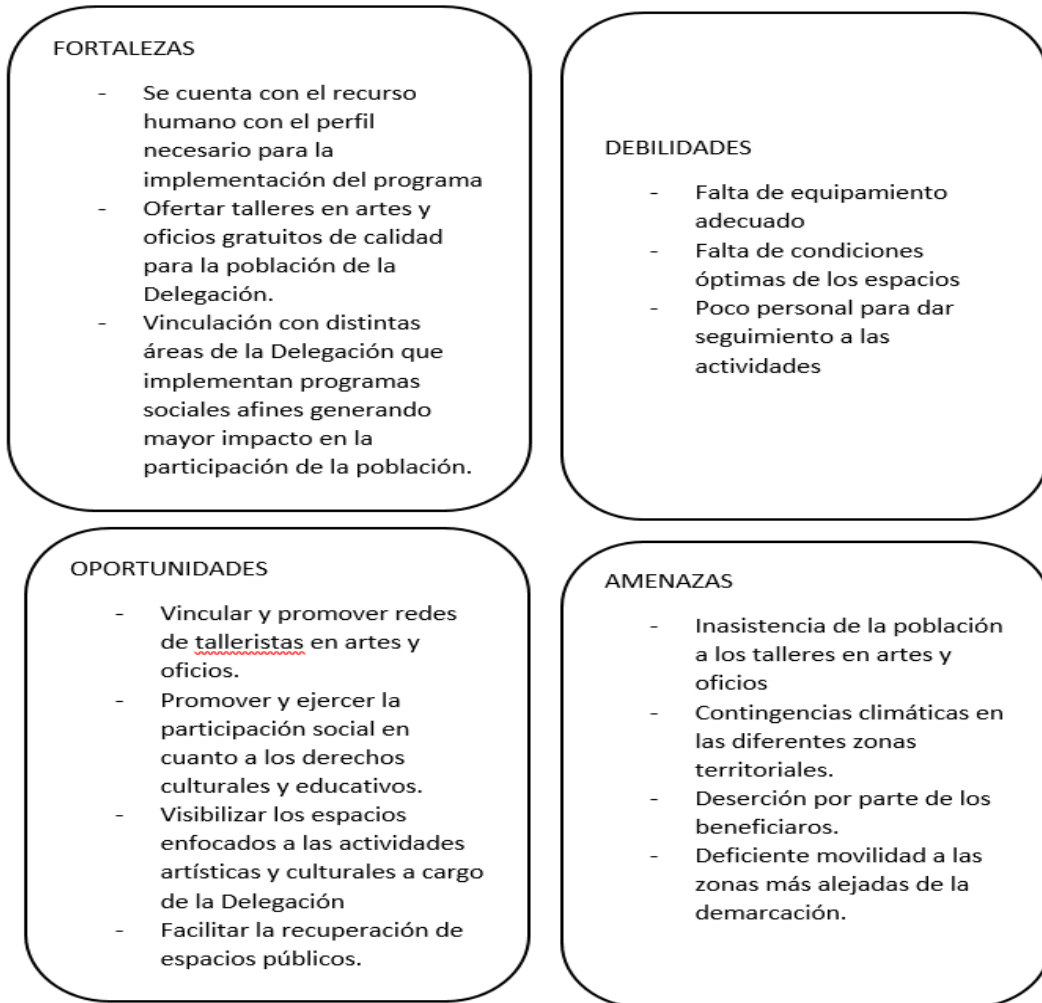 FORTALEZAS
- Se cuenta con el recurso
humano con el perfil
necesario para la
implementación del programa
- Ofertar talleres en artes y
oficios gratuitos de calidad
para la población de la
Delegación.
- Vinculación con distintas
áreas de la Delegación que
implementan programas
sociales afines generando
mayor impacto en la
participación de la población.
DEBILIDADES
- Falta de equipamiento
adecuado
- Falta de condiciones
óptimas de los espacios
- Poco personal para dar
seguimiento a las
actividades
OPORTUNIDADES
- Vincular y promover redes
de talleristas en artes y
oficios.
- Promover y ejercer la
participación social en
cuanto a los derechos
culturales y educativos.
- Visibilizar los espacios
enfocados a las actividades
artísticas y culturales a cargo
de la Delegación
- Facilitar la recuperación de
espacios públicos.
AMENAZAS
- Inasistencia de la población
a los talleres en artes y
oficios
- Contingencias climáticas en
las diferentes zonas
territoriales.
- Deserción por parte de los
beneficiaros.
- Deficiente movilidad a las
zonas más alejadas de la
demarcación.